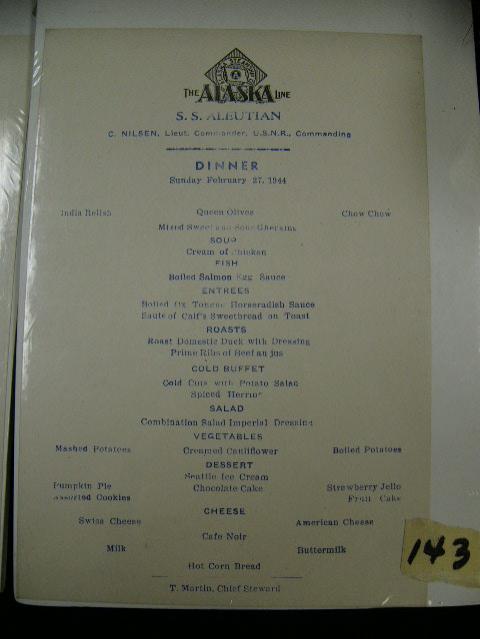 THE ALASKA LINE
S. S. ALEUTIAN
C. NILSEN, Lieut. Commander, U.S.N.R., Commanding
DINNER
Sunday February 27, 1944
India Relish Queen Olives Chow Chow
Mixed Sweet and Sour Gherkins
SOUP
Cream of Chicken
FISH
Boiled Salmon Egg Sauce
ENTREES
Boiled Ox Tongue Horseradish Sauce
Saute of Calf's Sweetbread on Toast
ROASTS
Roast Domestic Duck with Dressing
Prime Ribs of Beef au jus
COLD BUFFET
Cold Cuts with Potato Salad
Spiced Herring
SALAD
Combination Salad Imperial Dressing
VEGETABLES
Mashed Potatoes Creamed Cauliflower Boiled Potatoes
DESSERT
Seattle Ice Cream
Pumpkin Pie Chocolate Cake Strawberry Jello
Assorted Cookies Fruit Cake
CHEESE
Swiss Cheese American Cheese
Cafe Noir
Milk Buttermilk
Hot Corn Bread
T. Martin, Chief Steward
143